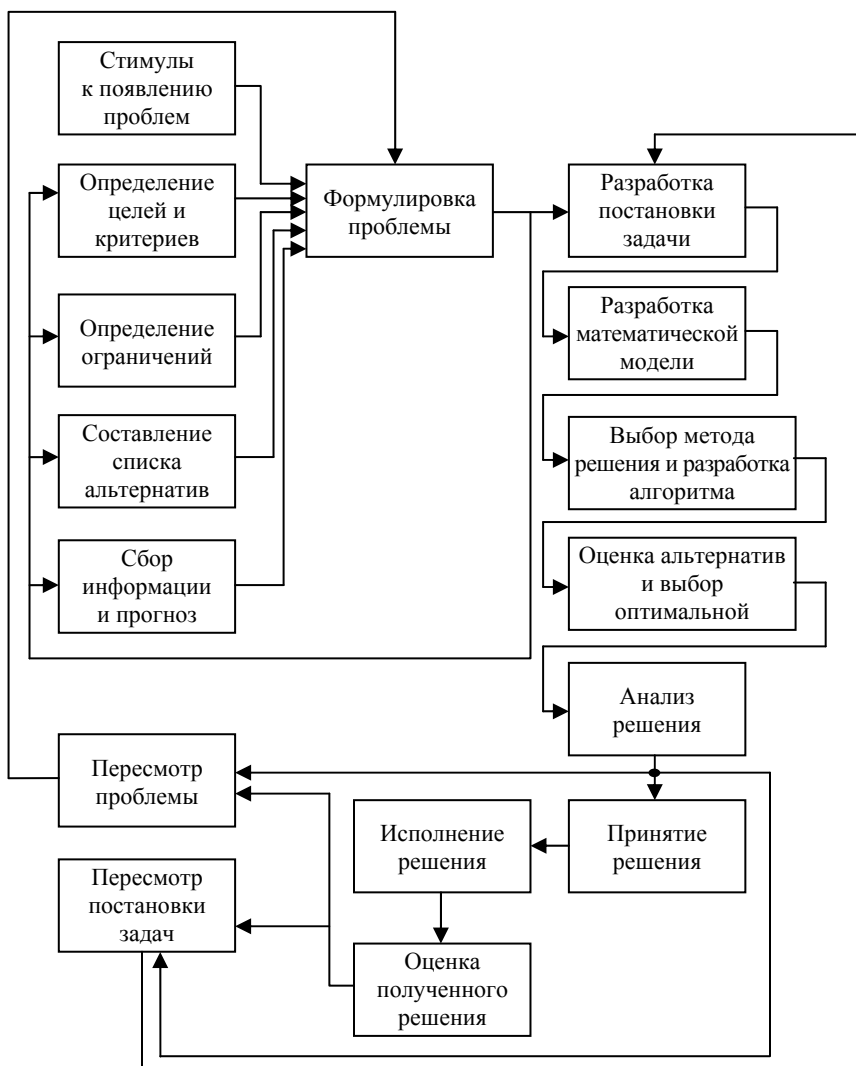 Стимулы
к появлению
проблем
Определение
целей и
критериев
Определение
ограничений
Составление
списка
альтернатив
Сбор
информации
и прогноз
Формулировка
проблемы
Разработка
постановки
задачи
Разработка
математической
модели
Выбор метода
решения и разработка
алгоритма
Оценка альтернатив
и выбор
оптимальной
Анализ
решения
Принятие
решения
Исполнение
решения
Оценка
полученного
решения
Пересмотр
проблемы
Пересмотр
постановки
задач